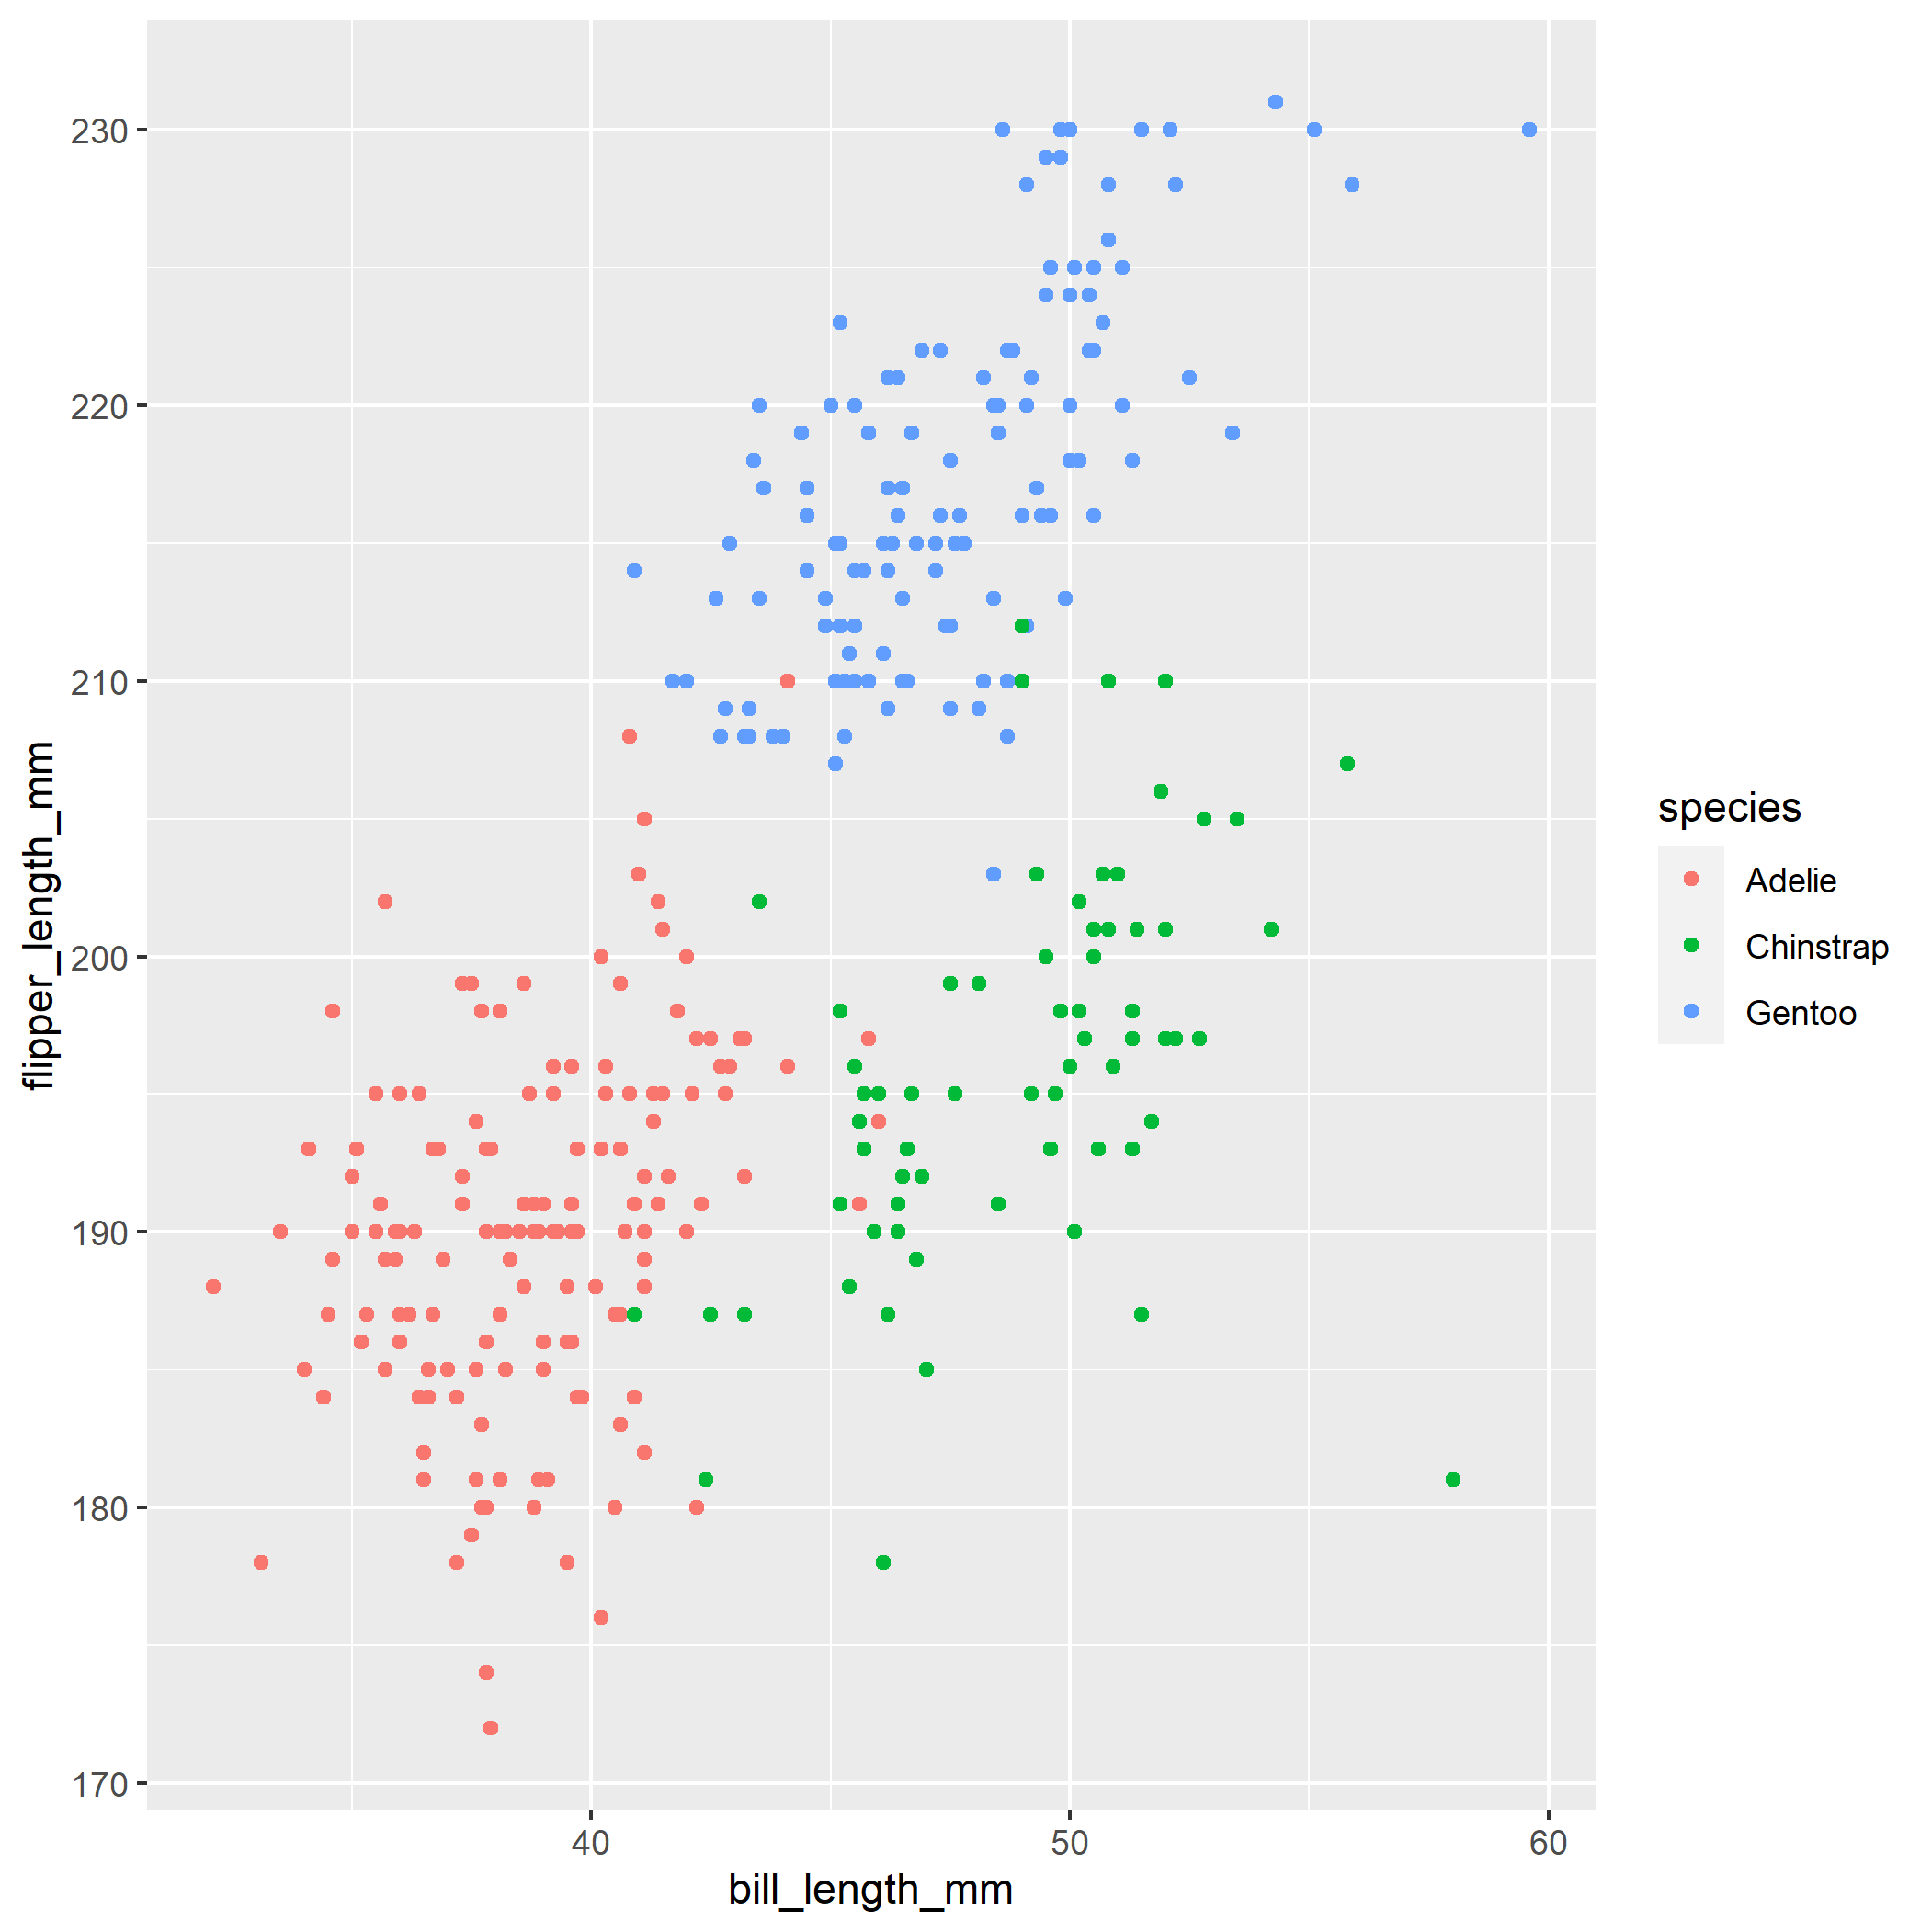 230
220
210
200
190
180
170
40
50
60
bill_length_mm
flipper_length_mm
species
Adelie
Chinstrap
Gentoo